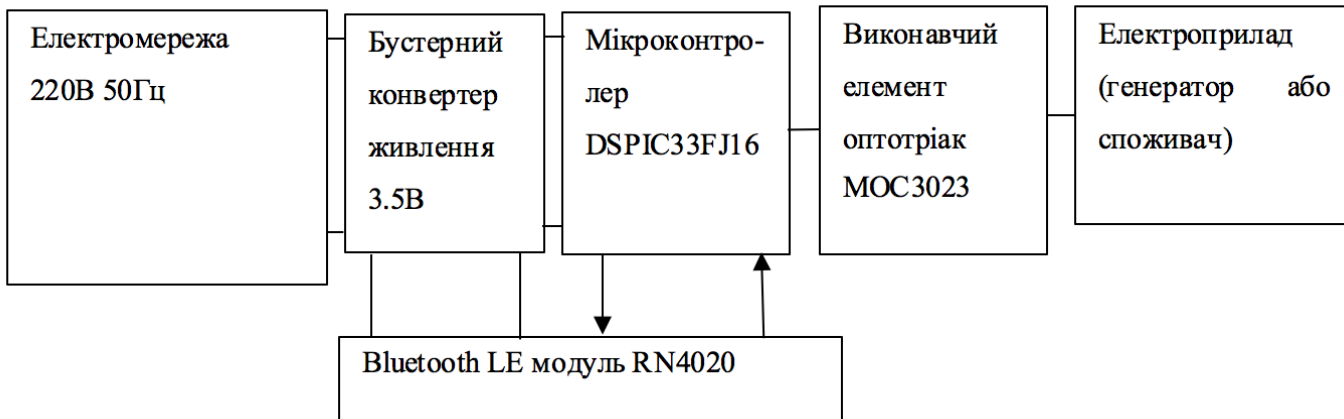 Електромережа
220В 50Гц
Бустерний
конвертер
живлення
3.5В
Мікроконтро-
лер
DSPIC33FJ16
Виконавчий
елемент
оптотріак
MOC3023
Електроприлад
(генератор або
споживач)
Bluetooth LE модуль RN4020